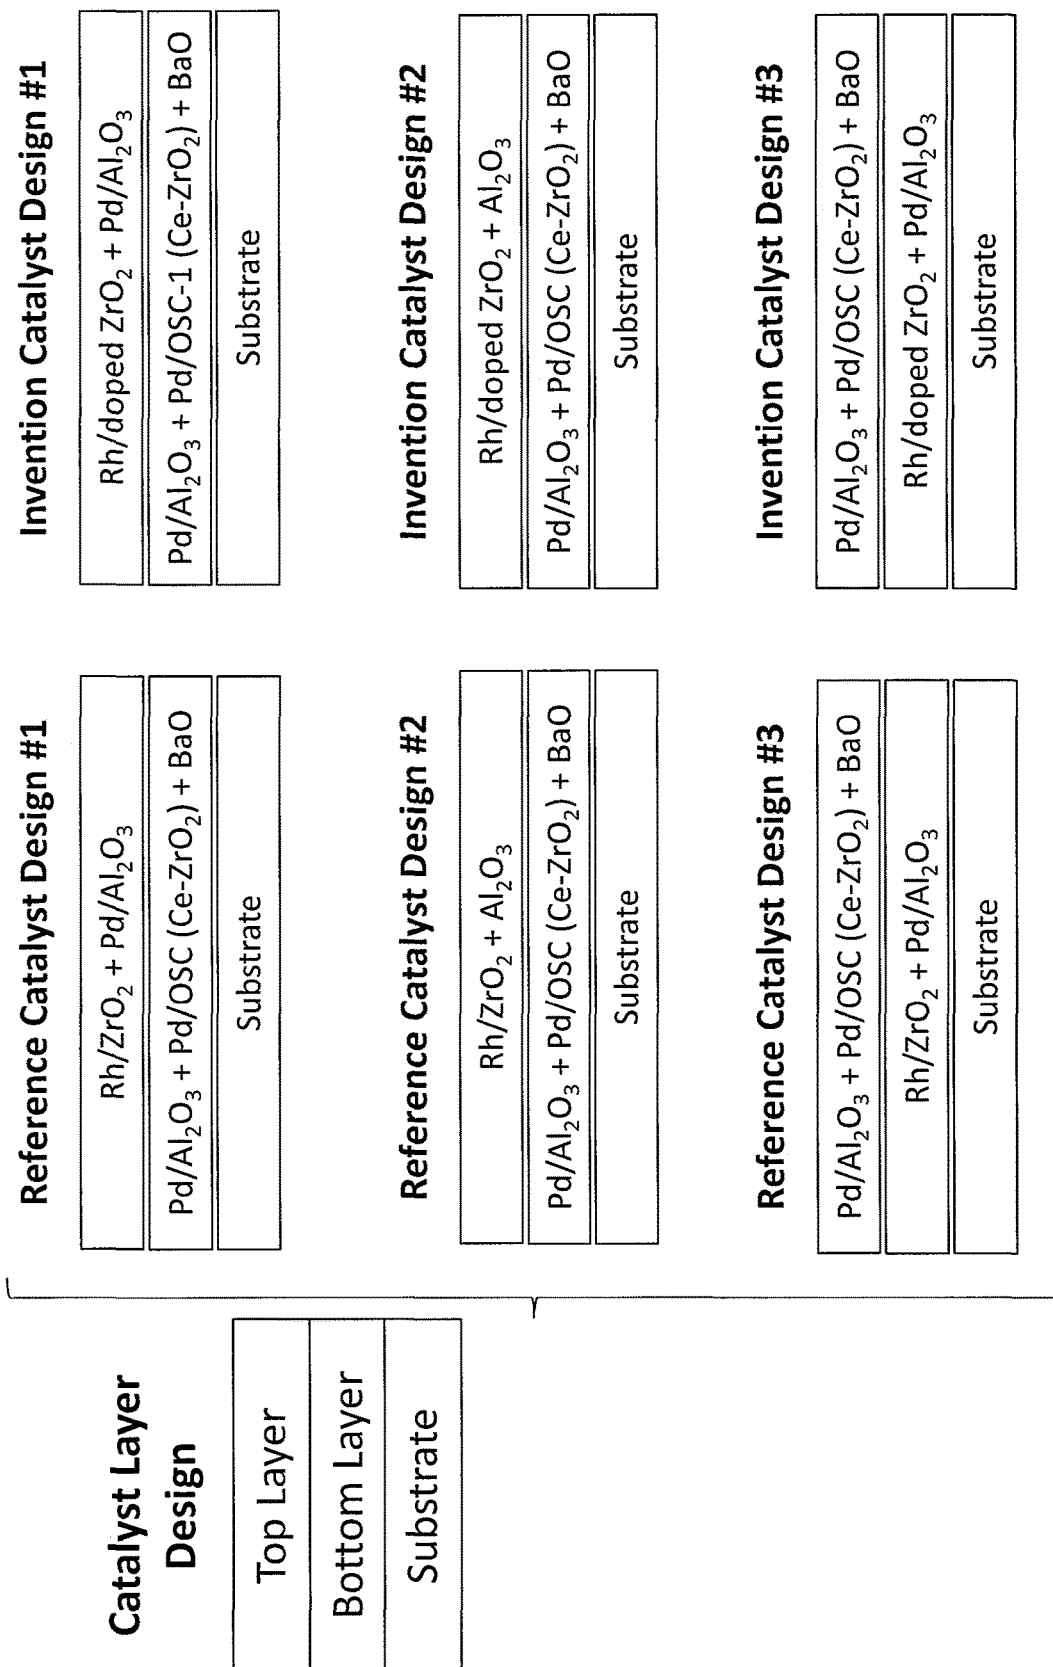 Catalyst Layer
Design
Top Layer
Bottom Layer
Substrate
Reference Catalyst Design #1
Rh/ZrO₂ + Pd/Al₂O₃
Pd/Al₂O₃ + Pd/OSC (Ce-ZrO₂) + BaO
Substrate
Invention Catalyst Design #1
Rh/doped ZrO₂ + Pd/Al₂O₃
Pd/Al₂O₃ + Pd/OSC-1 (Ce-ZrO₂) + BaO
Substrate
Reference Catalyst Design #2
Rh/ZrO₂ + Al₂O₃
Pd/Al₂O₃ + Pd/OSC (Ce-ZrO₂) + BaO
Substrate
Invention Catalyst Design #2
Rh/doped ZrO₂ + Al₂O₃
Pd/Al₂O₃ + Pd/OSC (Ce-ZrO₂) + BaO
Substrate
Reference Catalyst Design #3
Pd/Al₂O₃ + Pd/OSC (Ce-ZrO₂) + BaO
Rh/ZrO₂ + Pd/Al₂O₃
Substrate
Invention Catalyst Design #3
Pd/Al₂O₃ + Pd/OSC (Ce-ZrO₂) + BaO
Rh/doped ZrO₂ + Pd/Al₂O₃
Substrate